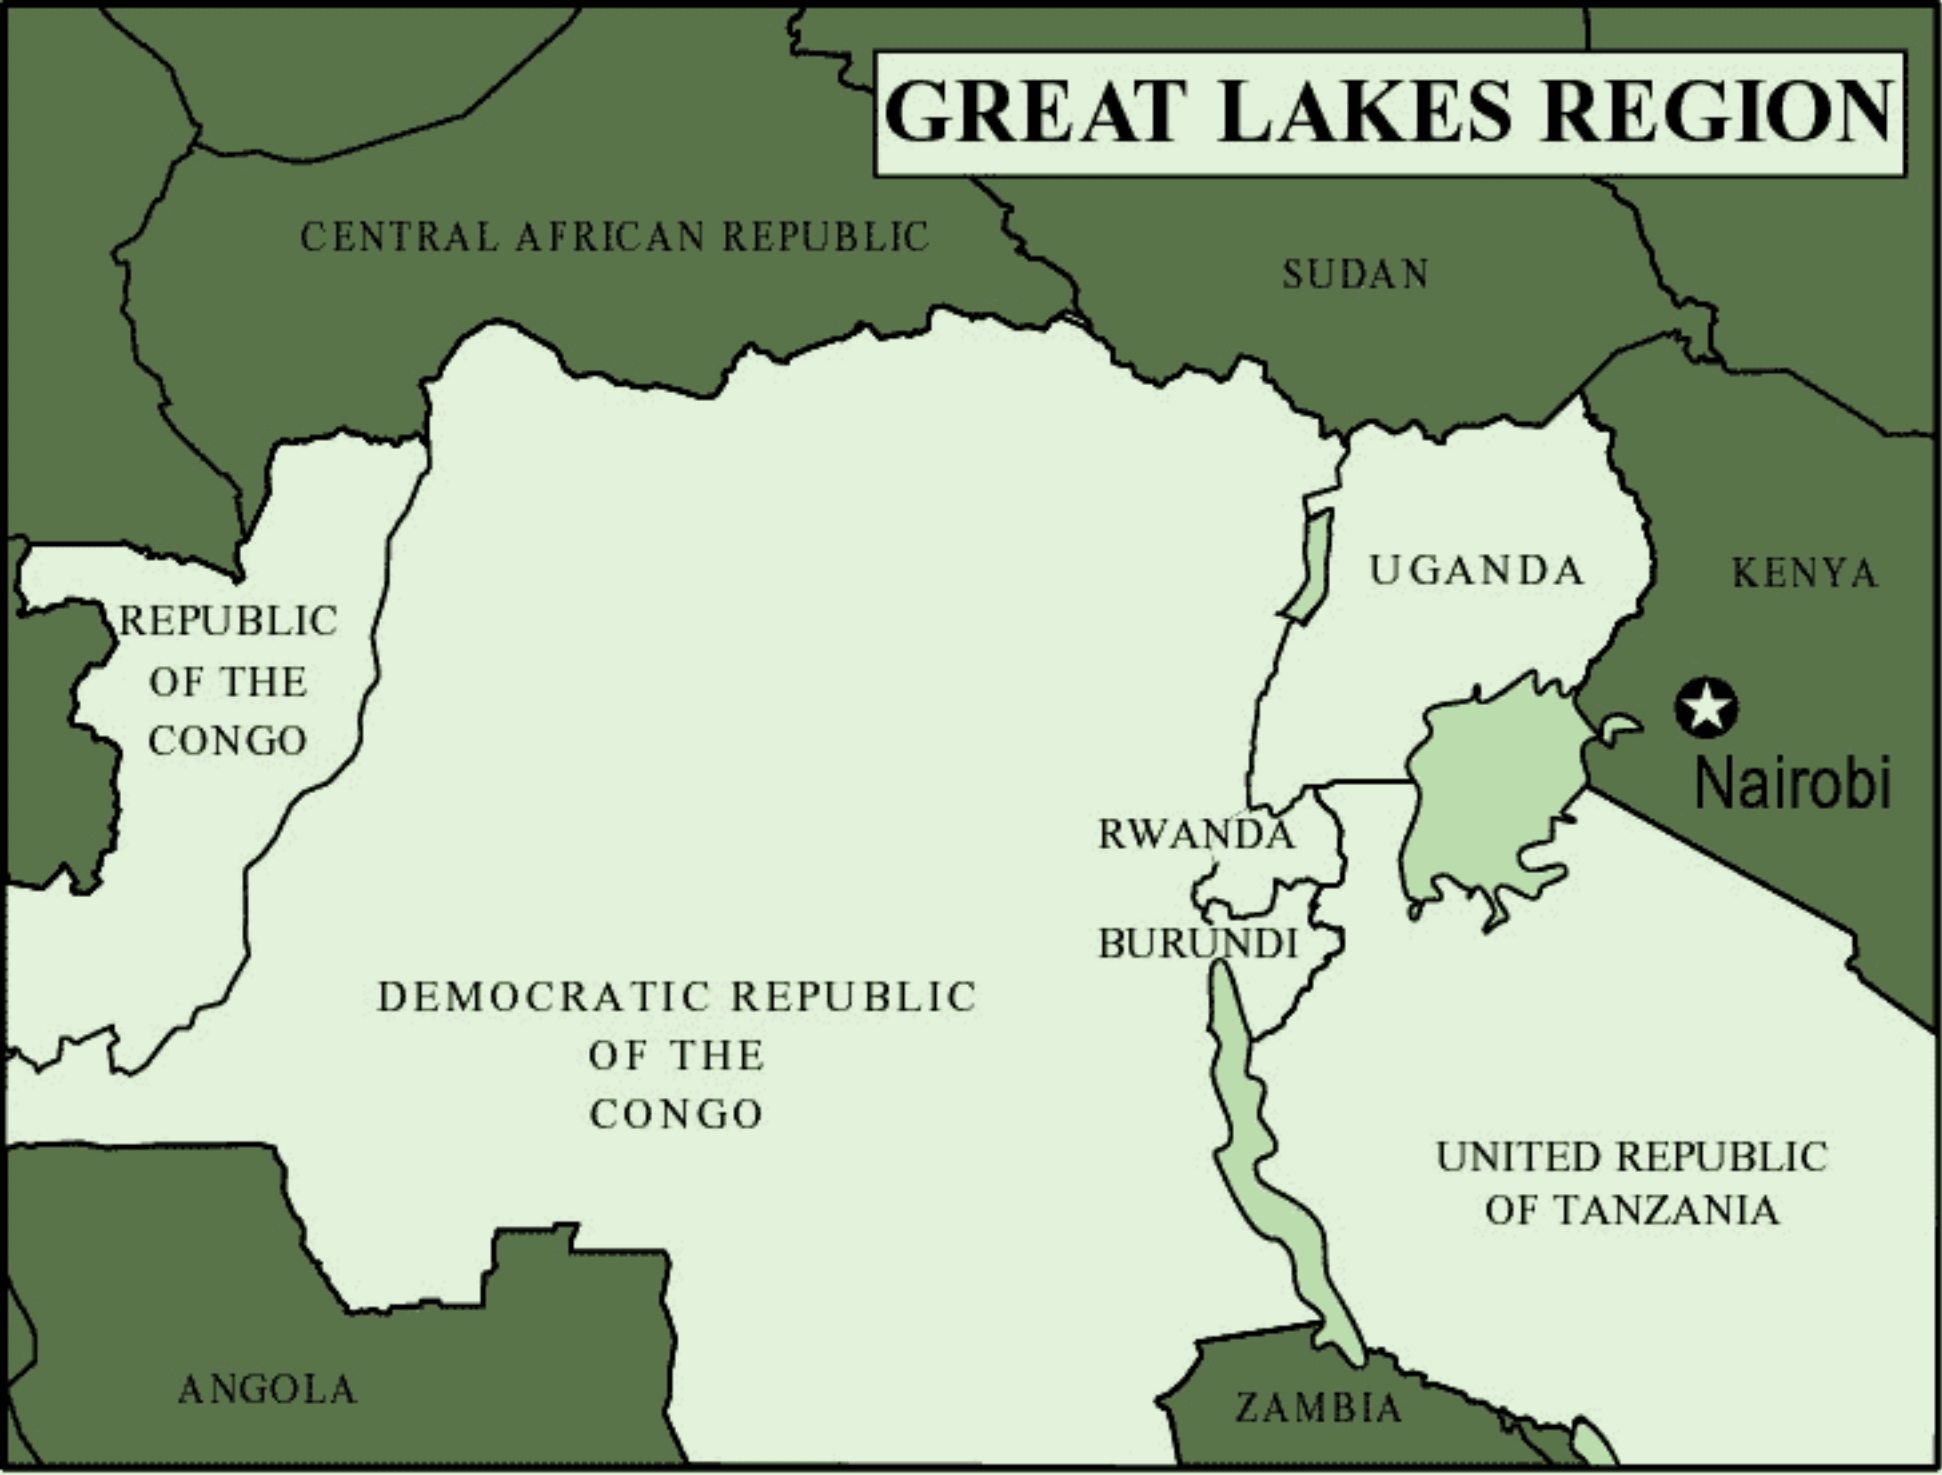 GREAT LAKES REGION
CENTRAL AFRICAN REPUBLIC
SUDAN
UGANDA
KENYA
REPUBLIC
OF THE
CONGO
Nairobi
RWANDA
BURUNDI
DEMOCRATIC REPUBLIC
OF THE
CONGO
UNITED REPUBLIC
OF TANZANIA
ANGOLA
ZAMBIA